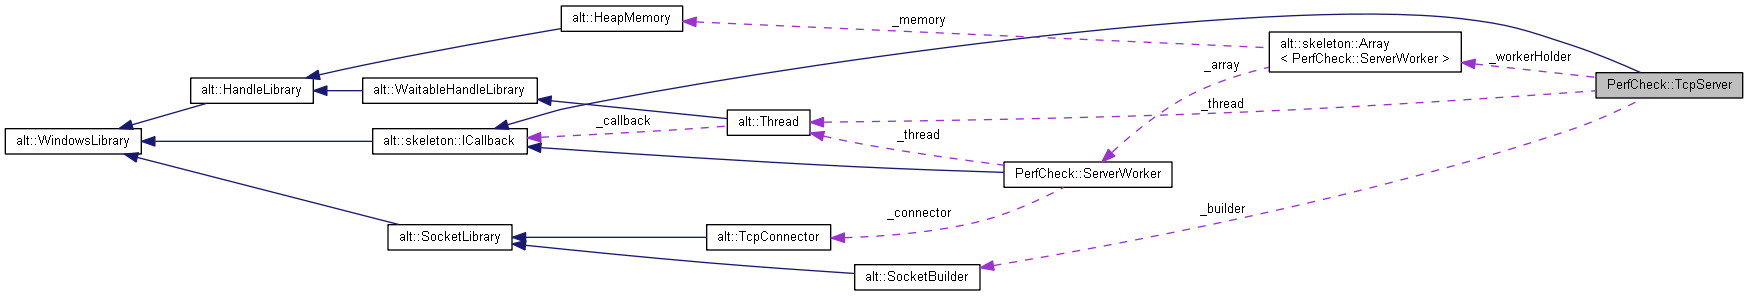 alt::HeapMemory
_memory
alt::skeleton::Array
< PerfCheck::ServerWorker >
_workerHolder
PerfCheck::TcpServer
_array
alt::HandleLibrary
alt::WaitableHandleLibrary
_thread
alt::Thread
_callback
_thread
alt::WindowsLibrary
alt::skeleton::ICallback
PerfCheck::ServerWorker
_connector
_builder
alt::SocketLibrary
alt::TcpConnector
alt::SocketBuilder